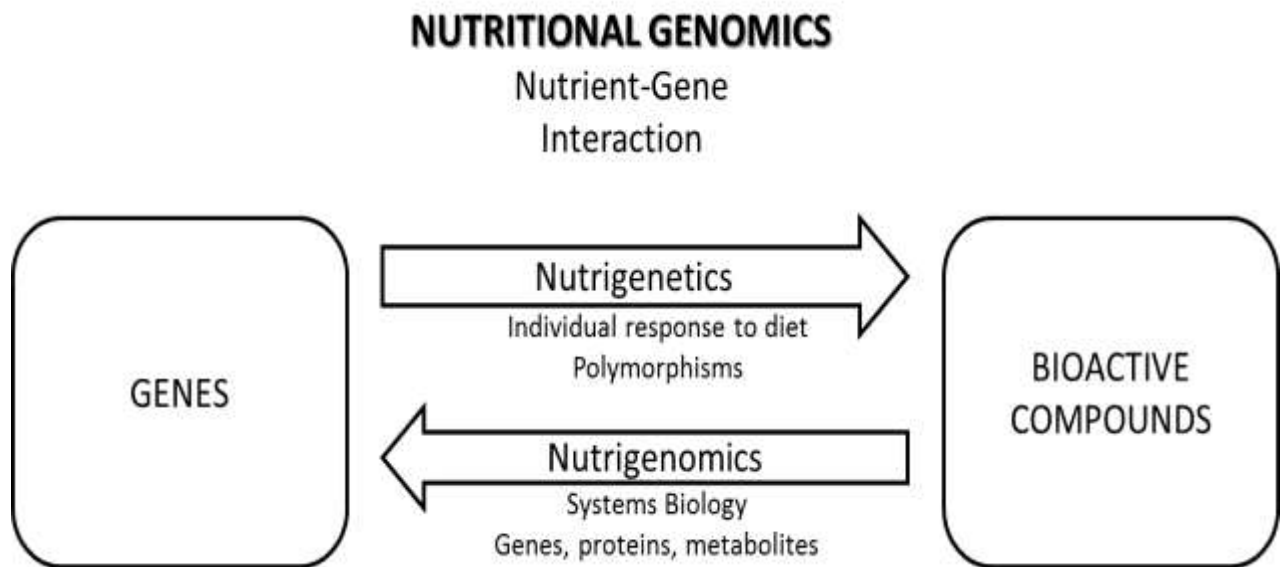 NUTRITIONAL GENOMICS
Nutrient-Gene
Interaction
GENES
Nutrigenetics
Individual response to diet
Polymorphisms
Nutrigenomics
Systems Biology
Genes, proteins, metabolites
BIOACTIVE
COMPOUNDS